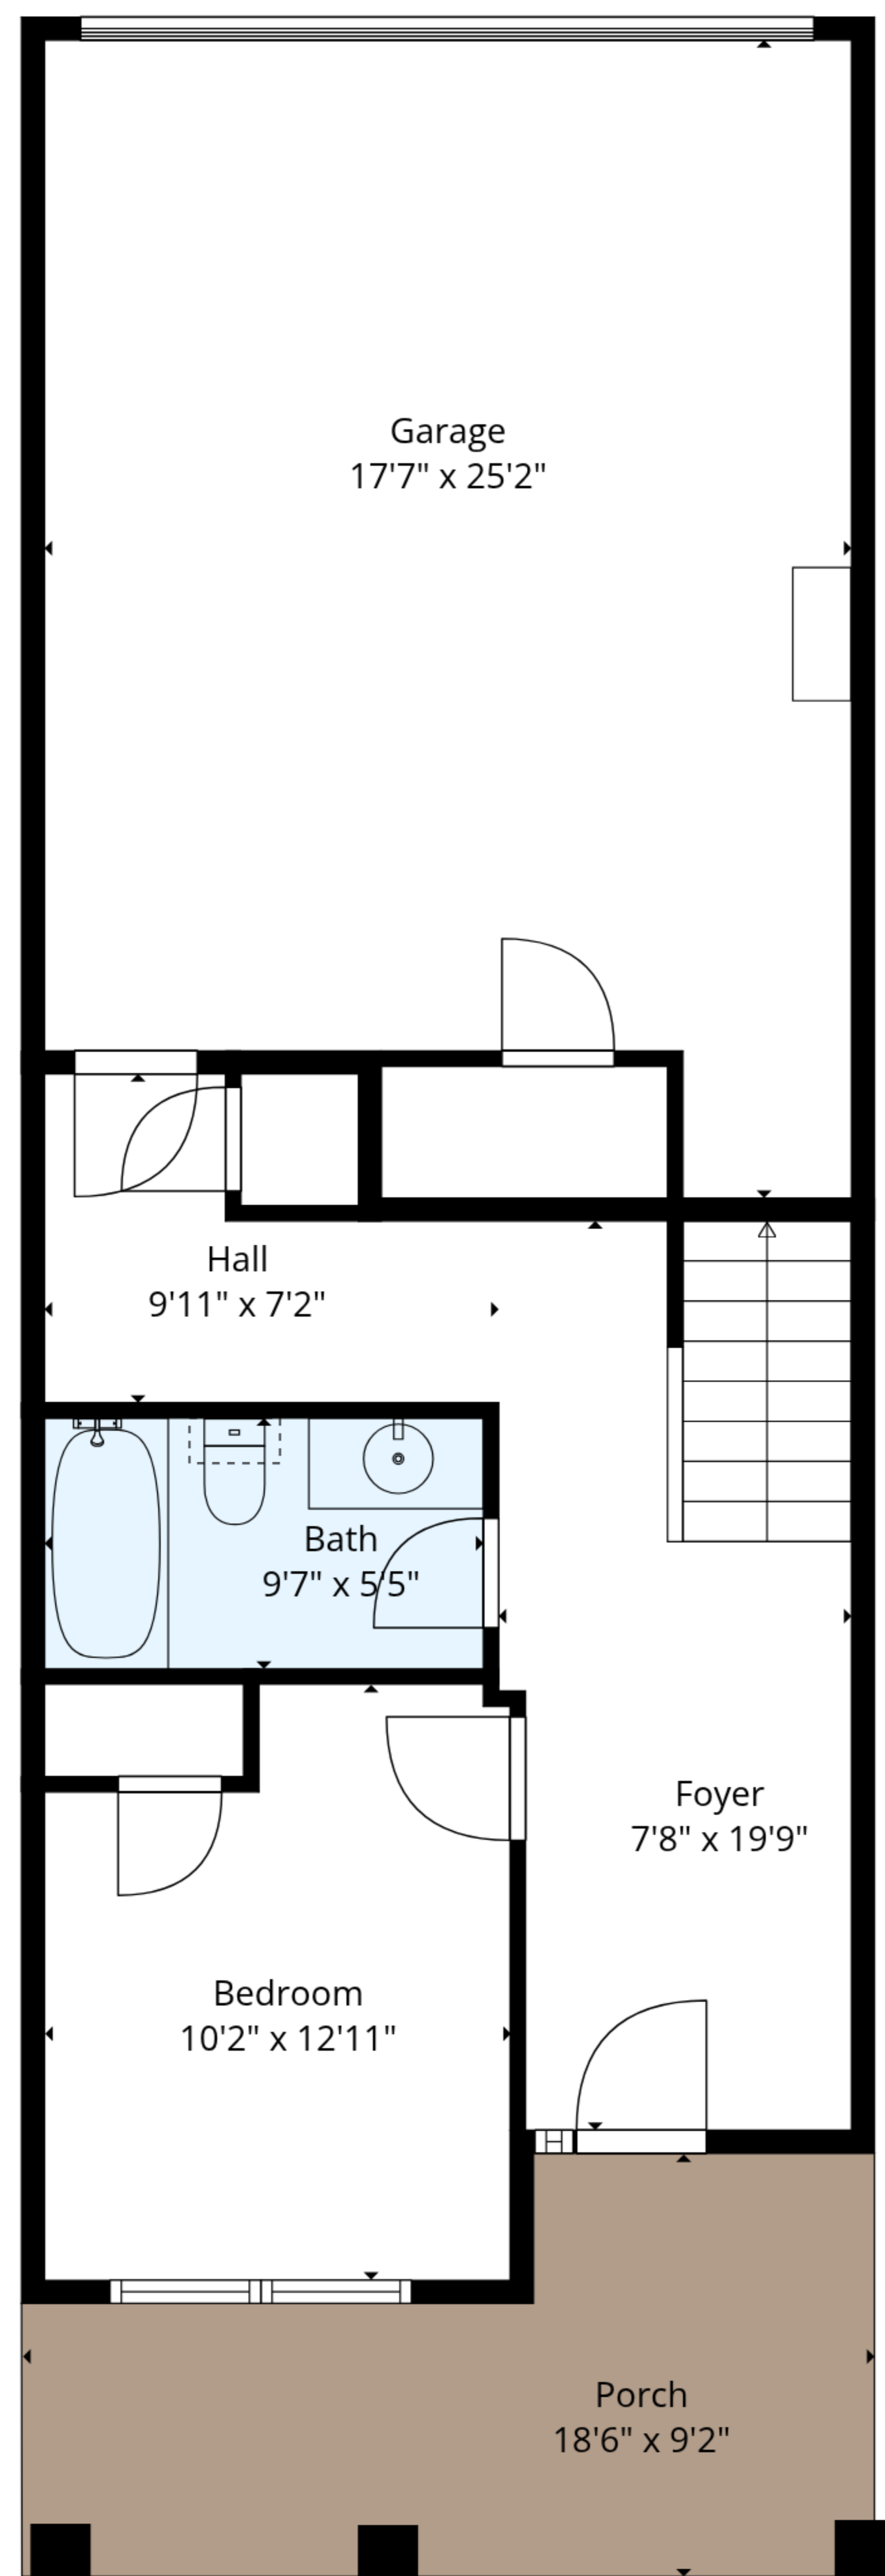 Garage
17'7" x 25'2"
Hall
9'11" x 7'2"
Bath
9'7" x 5'5"
Foyer
7'8" x 19'9"
Bedroom
10'2" x 12'11"
Porch
18'6" x 9'2"